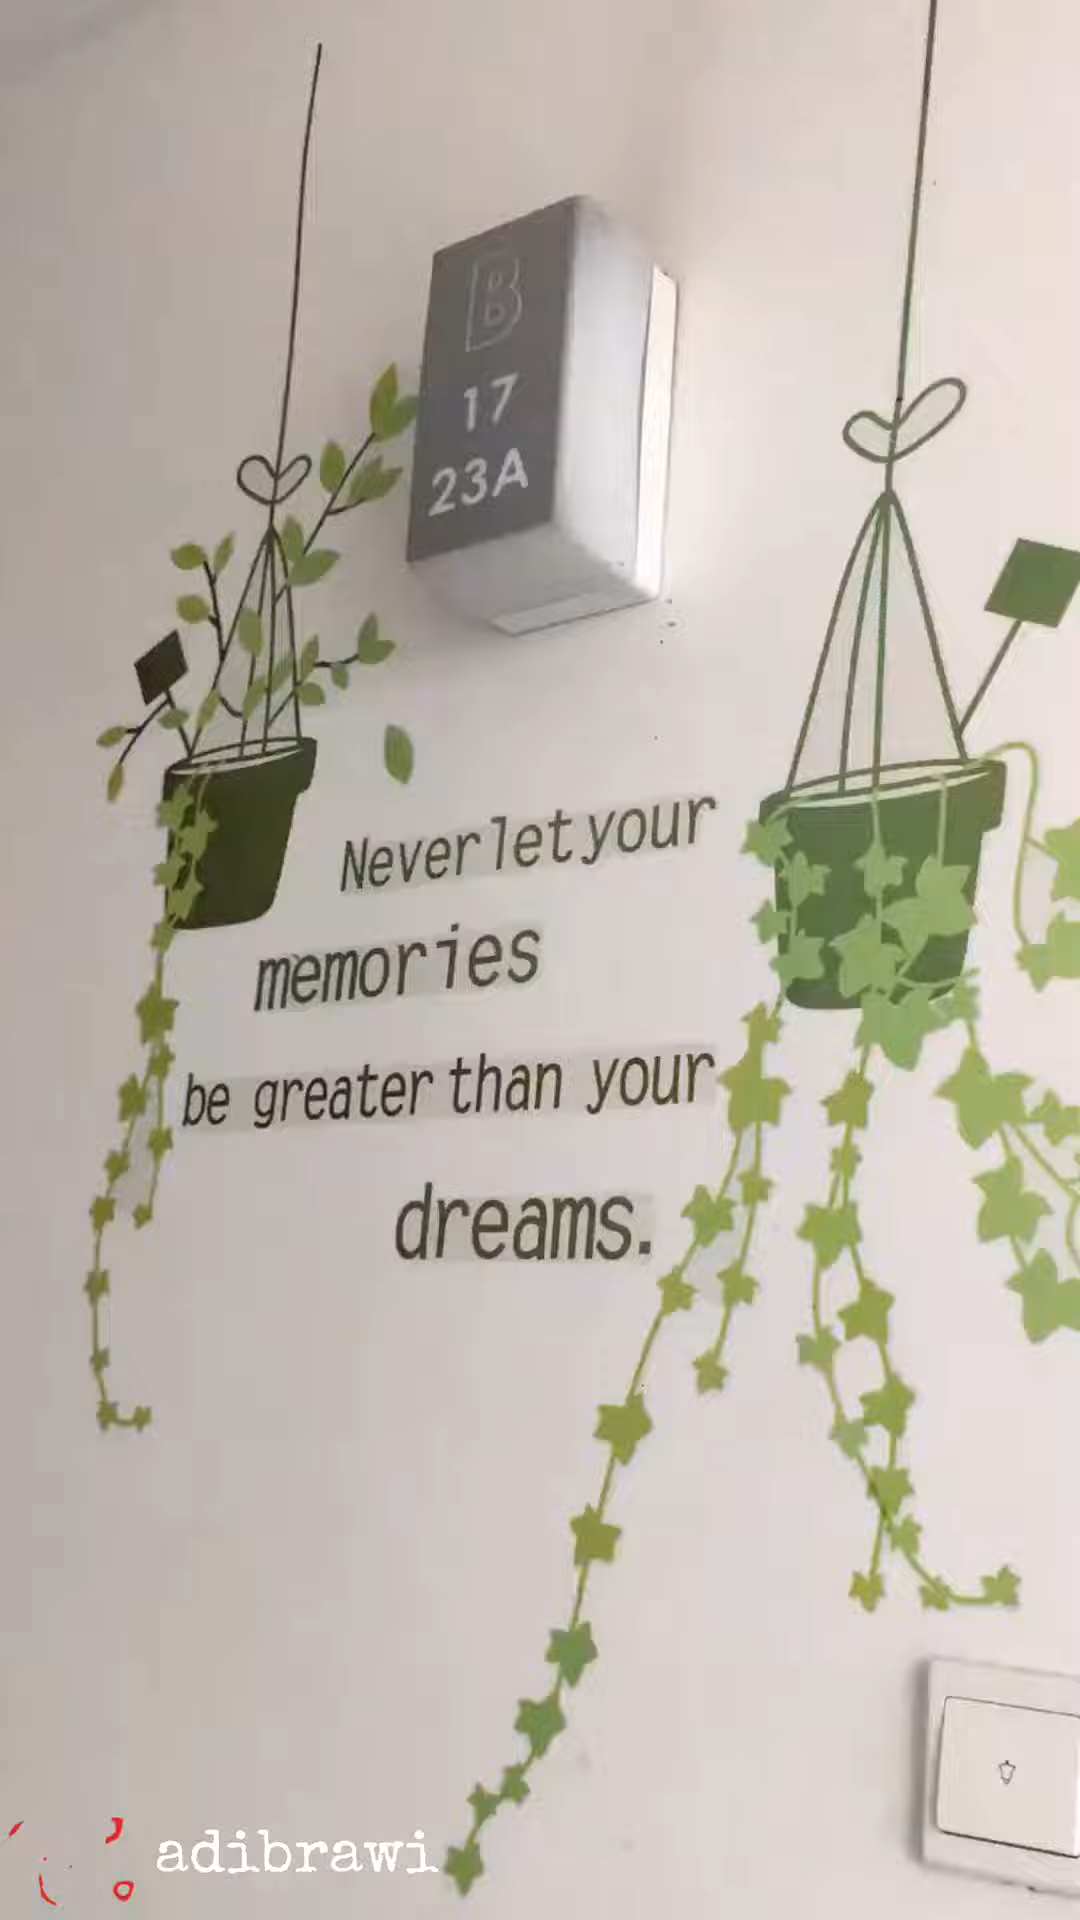 B
17
23A
Never let your
memories
be greater than your
dreams.
adibrawi